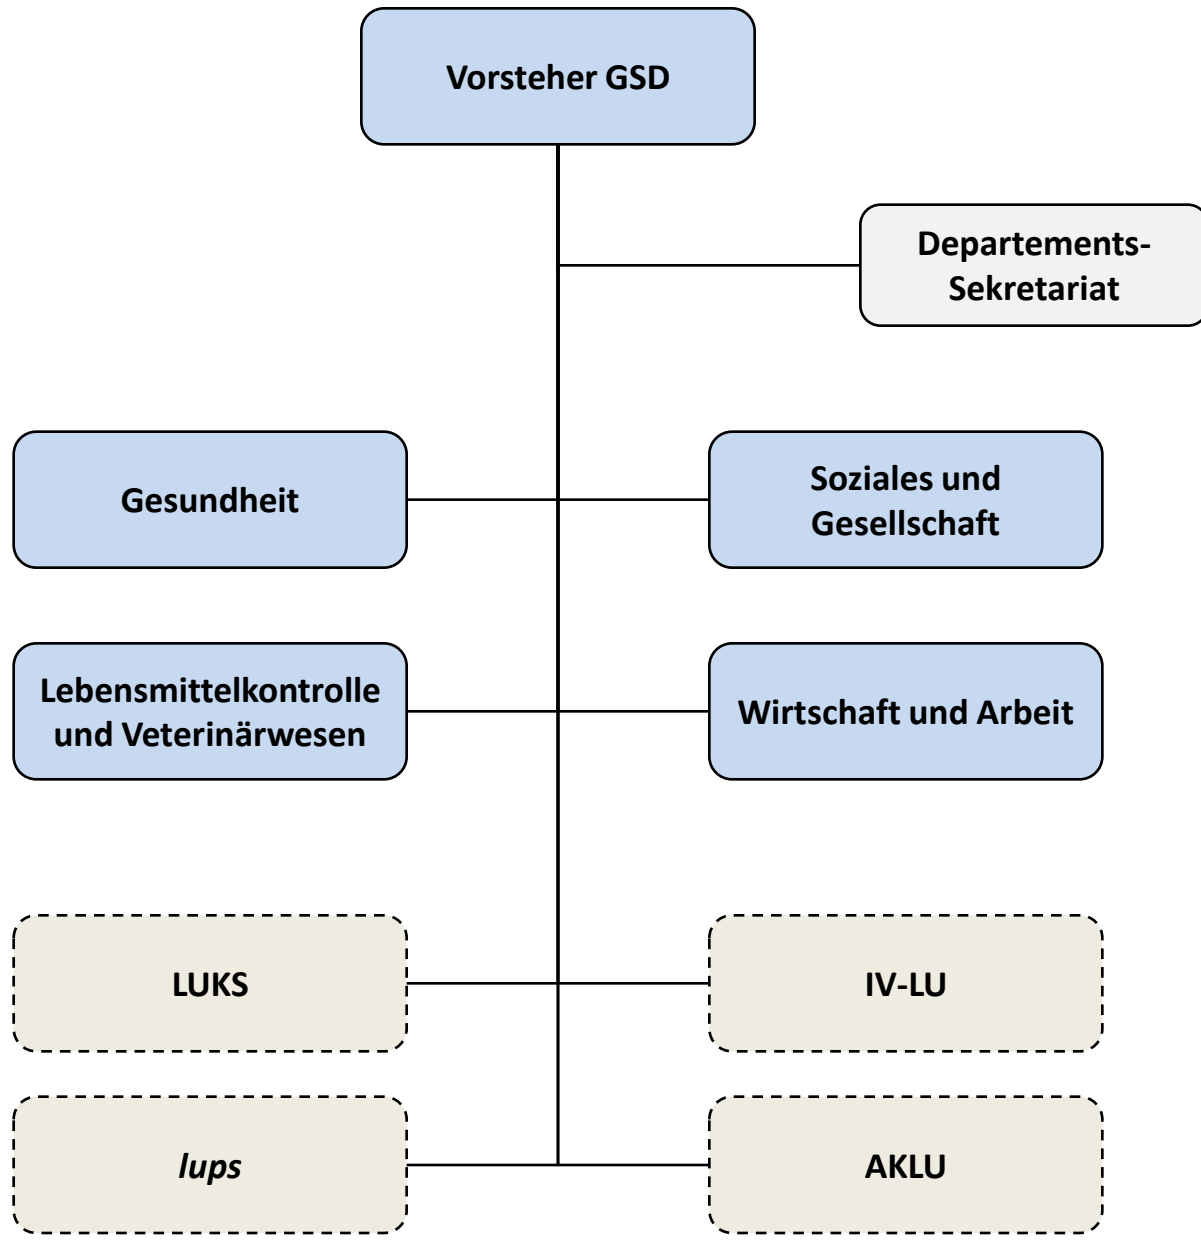 Vorsteher GSD
Departements-
Sekretariat
Gesundheit
Soziales und
Gesellschaft
Lebensmittelkontrolle
und Veterinärwesen
Wirtschaft und Arbeit
LUKS
IV-LU
lups
AKLU